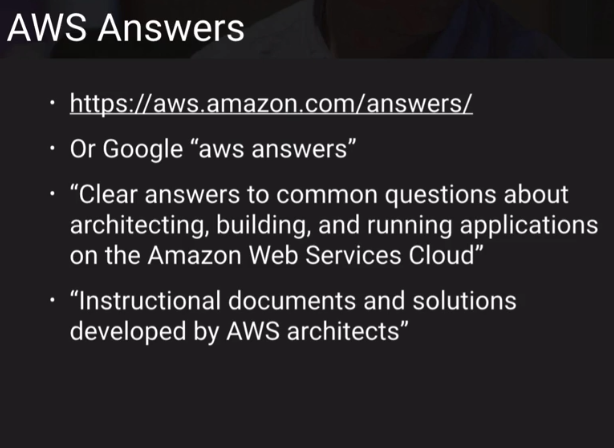 AWS Answers
· https://aws.amazon.com/answers/
· Or Google “aws answers”
· “Clear answers to common questions about
architecting, building, and running applications
on the Amazon Web Services Cloud”
· “Instructional documents and solutions
developed by AWS architects”